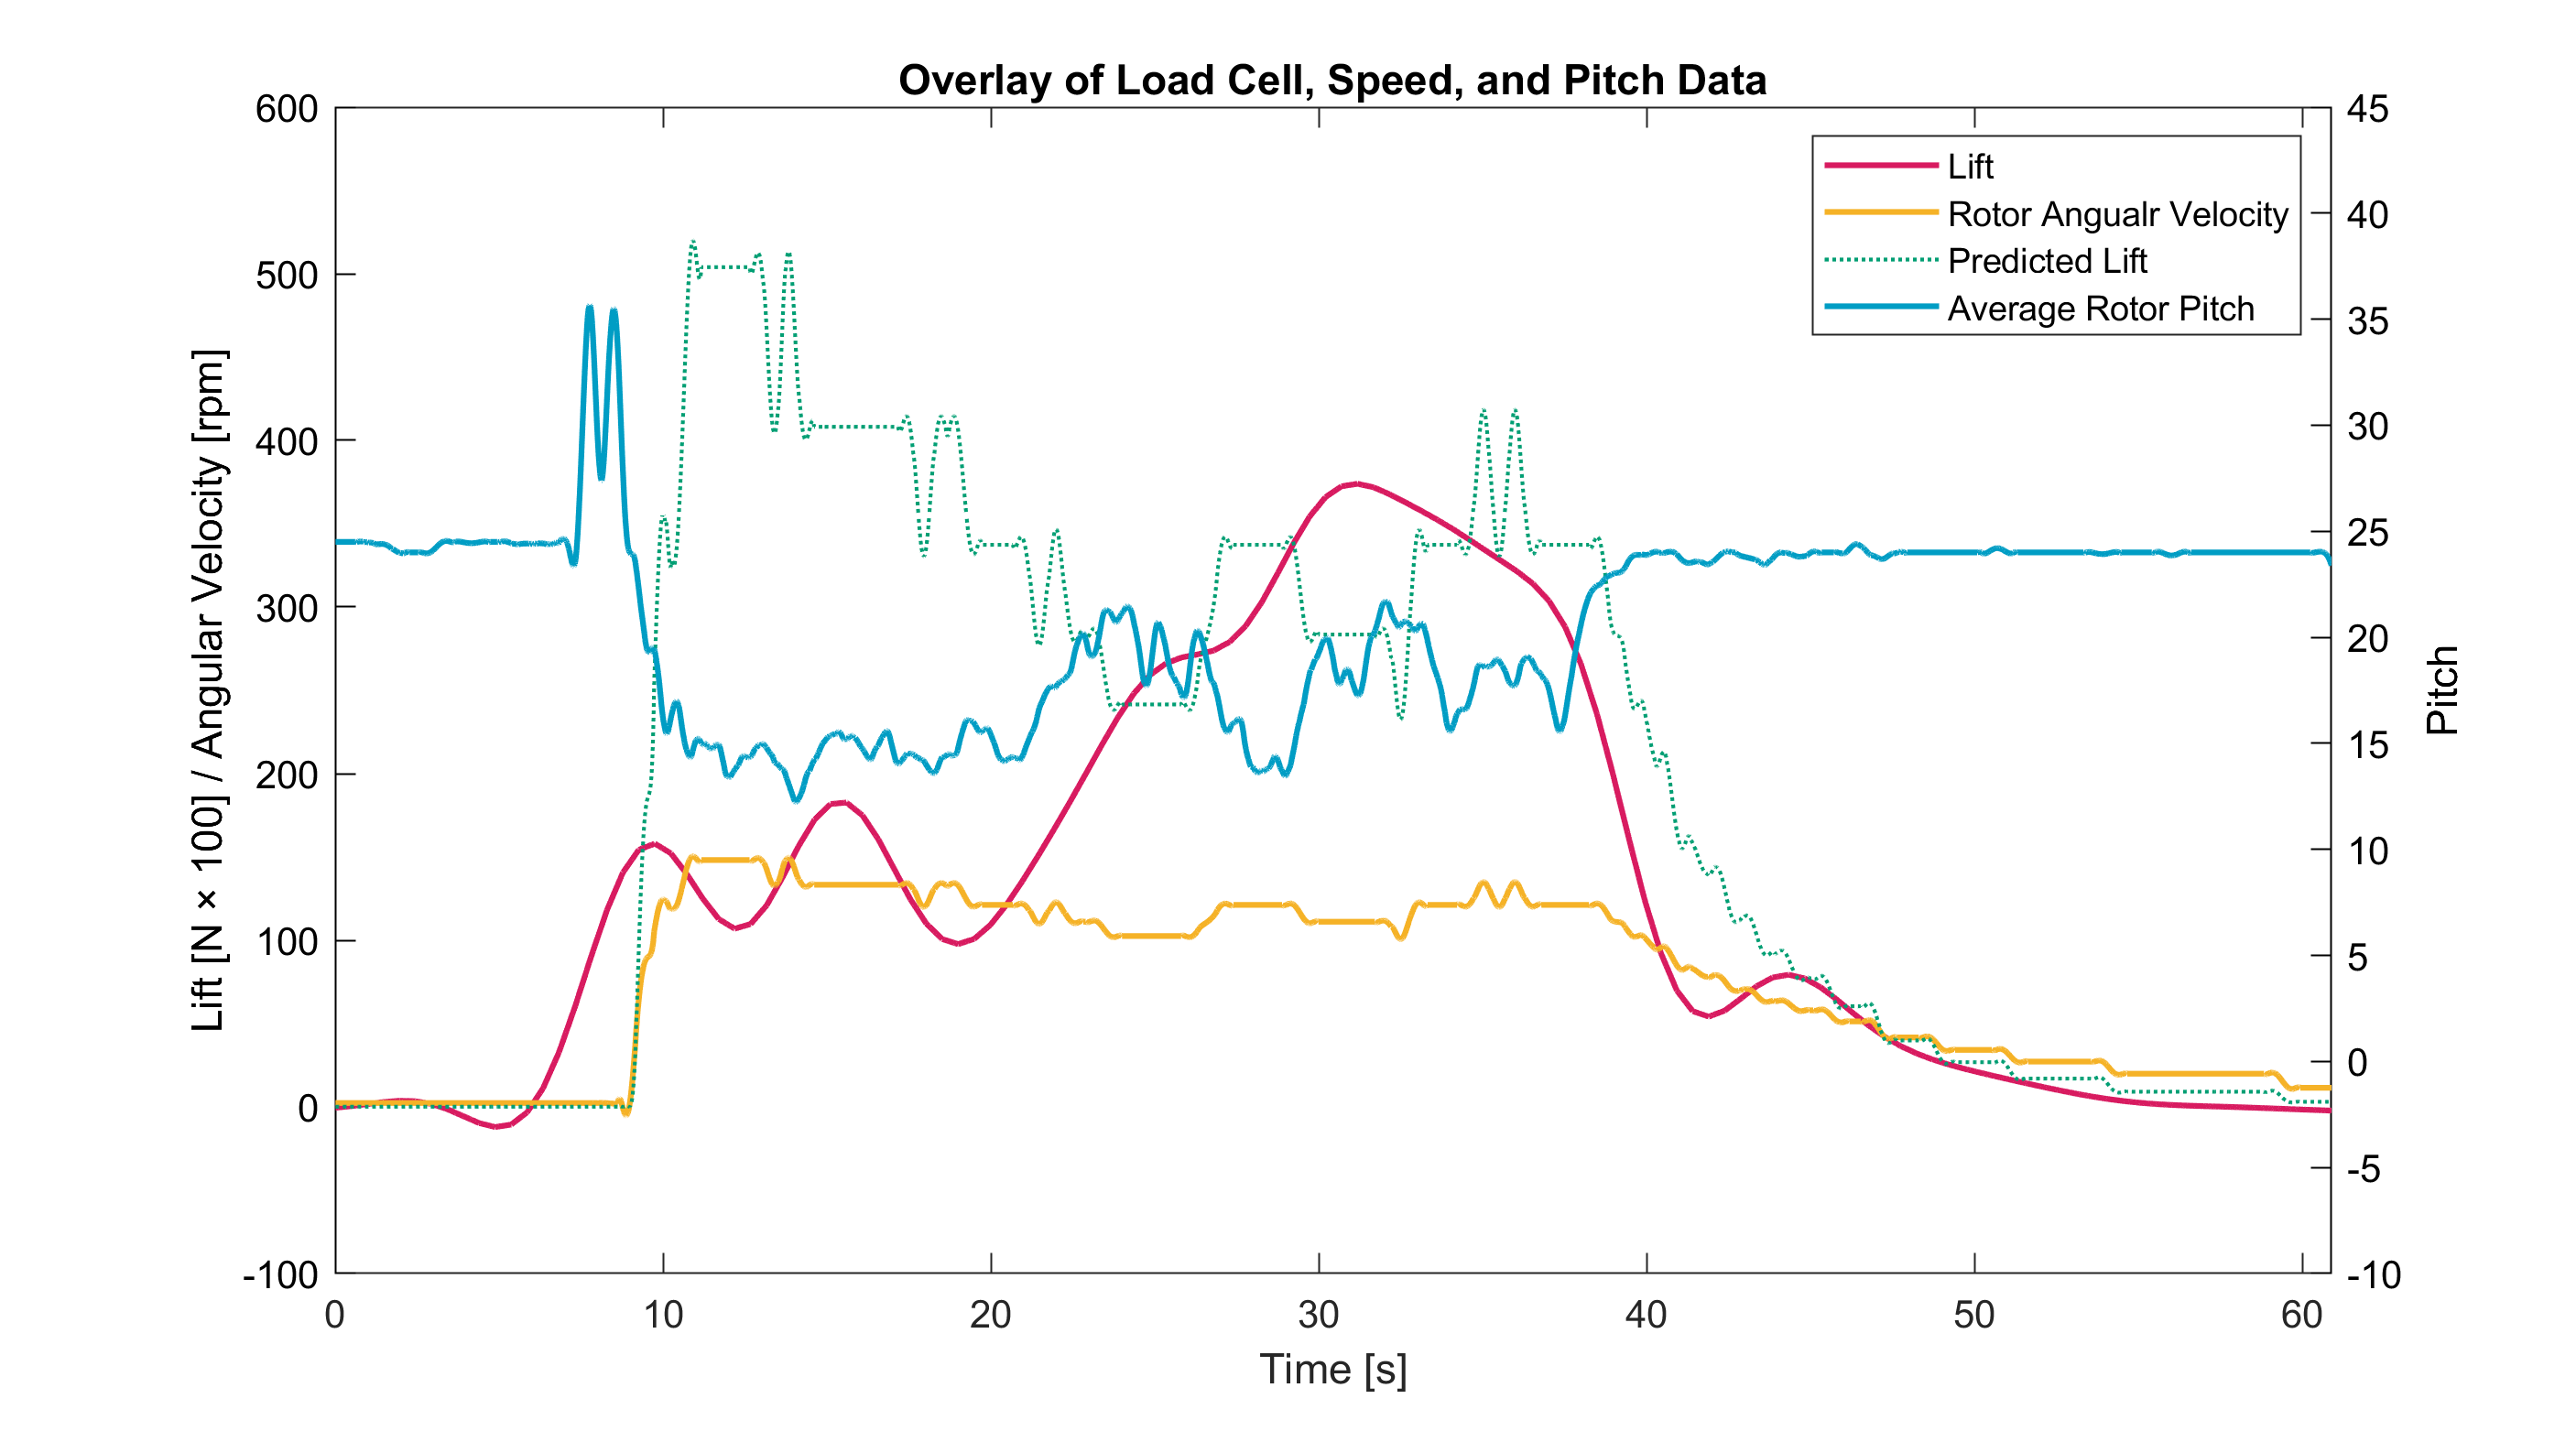 Overlay of Load Cell, Speed, and Pitch Data
600
500
400
300
200
100
0
-100
Lift [N × 100] / Angular Velocity [rpm]
45
40
35
30
25
20
15
10
5
0
-5
-10
Pitch
Lift
Rotor Angualr Velocity
Predicted Lift
Average Rotor Pitch
0 10 20 30 40 50 60
Time [s]